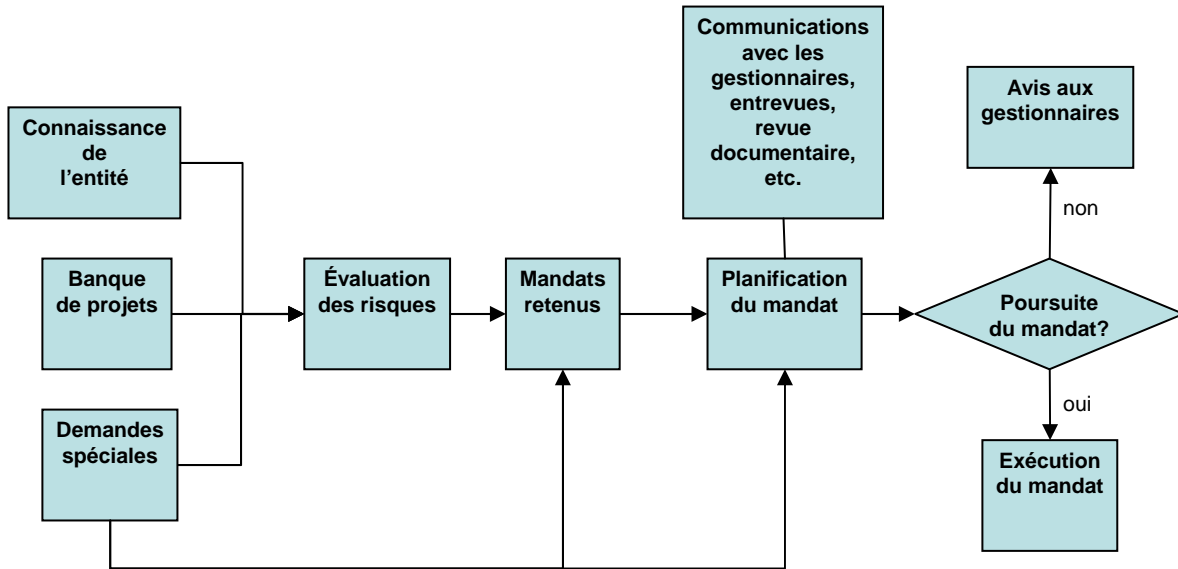 Connaissance
de
l'entité
Banque
de projets
Demandes
spéciales
Évaluation
des risques
Mandats
retenus
Communications
avec les
gestionnaires,
entrevues,
revue
documentaire,
etc.
Planification
du mandat
Avis aux
gestionnaires
non
Poursuite
du mandat?
oui
Exécution
du mandat